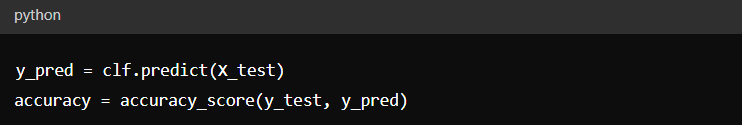 python
y_pred = clf.predict(X_test)
accuracy = accuracy_score(y_test, y_pred)